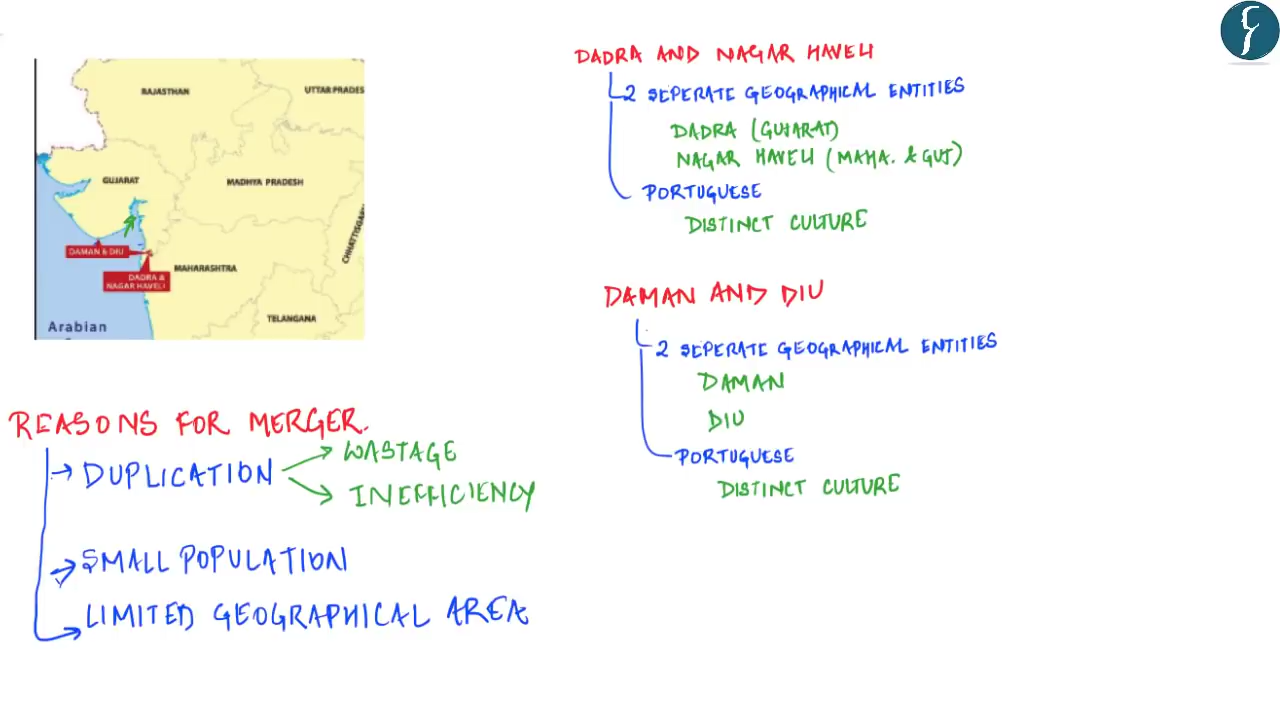 RAJASTHAN
UTTAR PRADES
GUJARAT
MADHYA PRADESH
CHHATTISGAR
DAMAN & DIU
MAHARASHTRA
DADRA &
NAGAR HAVELI
TELANGANA
Arabian
REASONS FOR MERGER.
DUPLICATION
WASTAGE
INEFFICIENCY
SMALL POPULATION
LIMITED GEOGRAPHICAL AREA
DADRA AND NAGAR HAVELI
2 SEPERATE GEOGRAPHICAL ENTITIES
DADRA (GUJARAT)
NAGAR HAVELI (MAHA. & GUJ)
PORTUGUESE
DISTINCT CULTURE
DAMAN AND DIU
2 SEPERATE GEOGRAPHICAL ENTITIES
DAMAN
DIU
PORTUGUESE
DISTINCT CULTURE